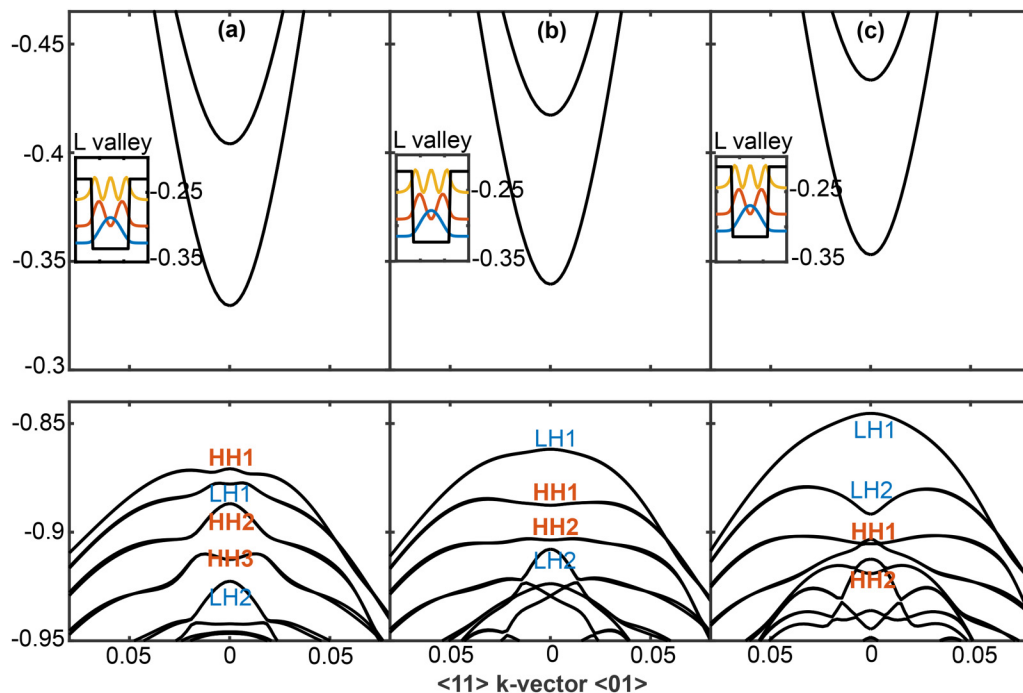 (a) (b) (c)
-0.45
-0.4
-0.35
-0.3
L valley
-0.25
-0.35
L valley
-0.25
-0.35
L valley
-0.25
-0.35
-0.85
-0.9
-0.95
HH1
LH1
HH2
HH3
LH2
LH1
HH1
HH2
LH2
LH1
LH2
HH1
HH2
0.05 0 0.05 0.05 0 0.05 0.05 0 0.05
<11> k-vector <01>